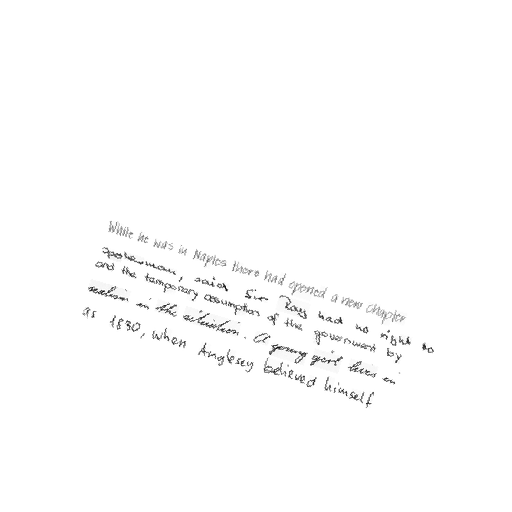 While he was in Naples there had opened a new chapter
spokesman, said Sir Roy had no right to
and the temporary assumption of the government by
realism in the situation. A young girl lives in
as 1830, when Anglesey believed himself